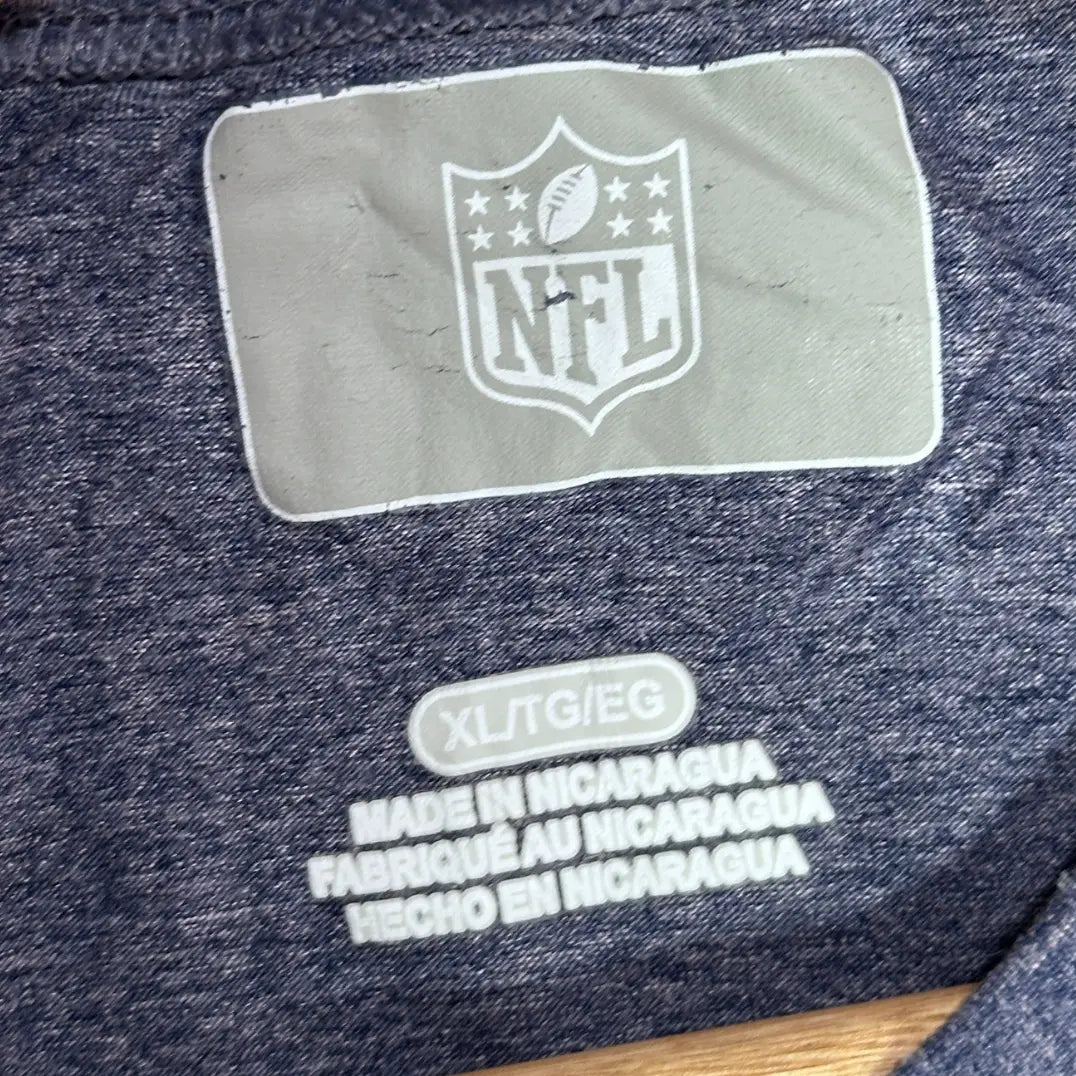 NFL
XL/TG/EG
MADE IN NICARAGUA
FABRIQUÉ AU NICARAGUA
HECHO EN NICARAGUA